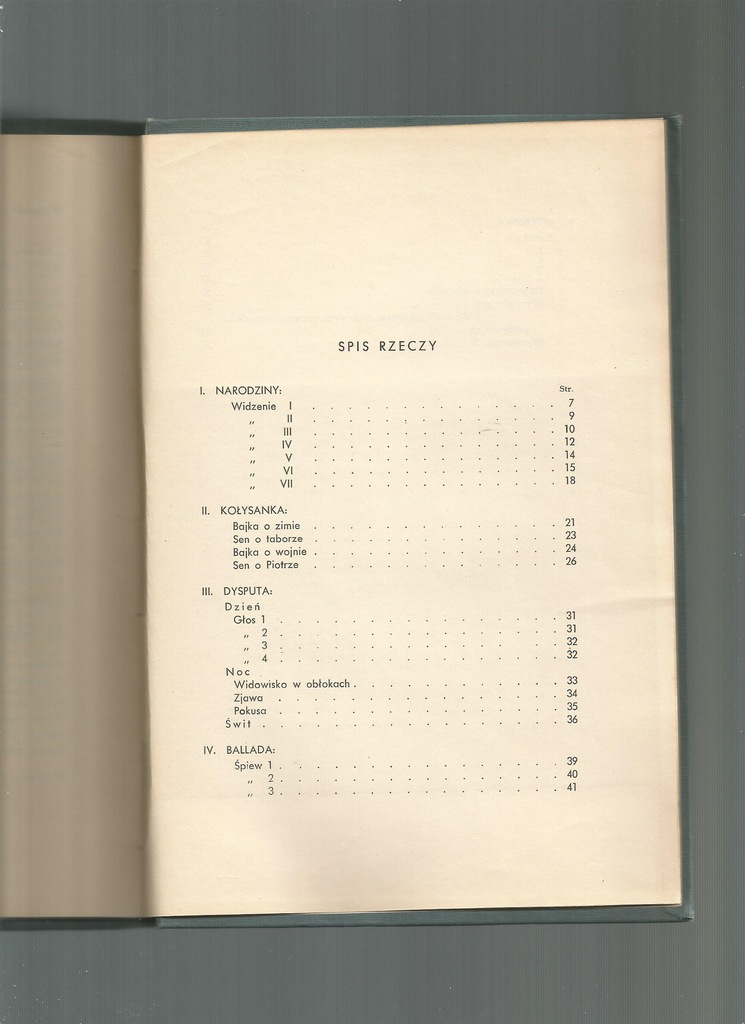 SPIS RZECZY
Str.
I. NARODZINY:
Widzenie I . . . . . . . . . . . . . . 7
„ II . . . . . . . . . . . . . . 9
„ III . . . . . . . . . . . . . . 10
„ IV . . . . . . . . . . . . . . 12
„ V . . . . . . . . . . . . . . 14
„ VI . . . . . . . . . . . . . . 15
„ VII . . . . . . . . . . . . . . 18
II. KOŁYSANKA:
Bajka o zimie . . . . . . . . . . . . . . 21
Sen o taborze . . . . . . . . . . . . . . 23
Bajka o wojnie . . . . . . . . . . . . . . 24
Sen o Piotrze . . . . . . . . . . . . . . 26
III. DYSPUTA:
Dzień
Głos 1 . . . . . . . . . . . . . . . . 31
„ 2 . . . . . . . . . . . . . . . . 31
„ 3 . . . . . . . . . . . . . . . . 32
„ 4 . . . . . . . . . . . . . . . . 32
Noc
Widowisko w obłokach . . . . . . . . . . . . 33
Zjawa . . . . . . . . . . . . . . . . 34
Pokusa . . . . . . . . . . . . . . . . 35
Świt . . . . . . . . . . . . . . . . . 36
IV. BALLADA:
Śpiew 1 . . . . . . . . . . . . . . . . 39
„ 2 . . . . . . . . . . . . . . . . 40
„ 3 . . . . . . . . . . . . . . . . 41